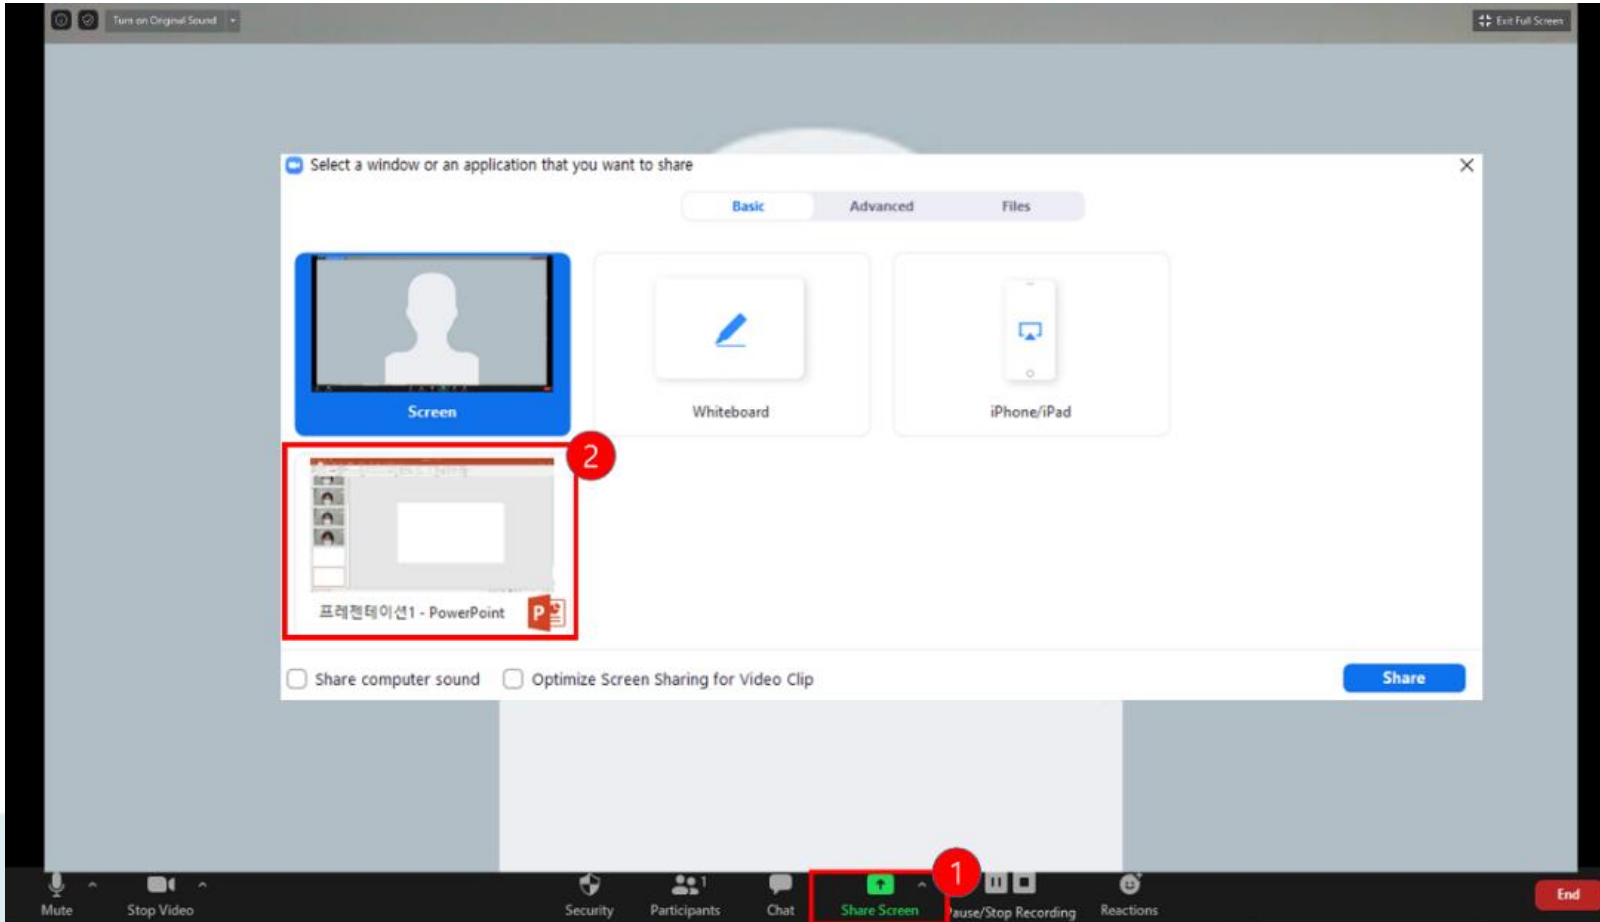 Turn on Original Sound
Exit Full Screen
Select a window or an application that you want to share
Basic
Advanced
Files
Screen
Whiteboard
iPhone/iPad
2
프레젠테이션1 - PowerPoint
P
Share computer sound
Optimize Screen Sharing for Video Clip
Share
1
Mute
Stop Video
Security
Participants
1
Chat
Share Screen
Pause/Stop Recording
Reactions
End